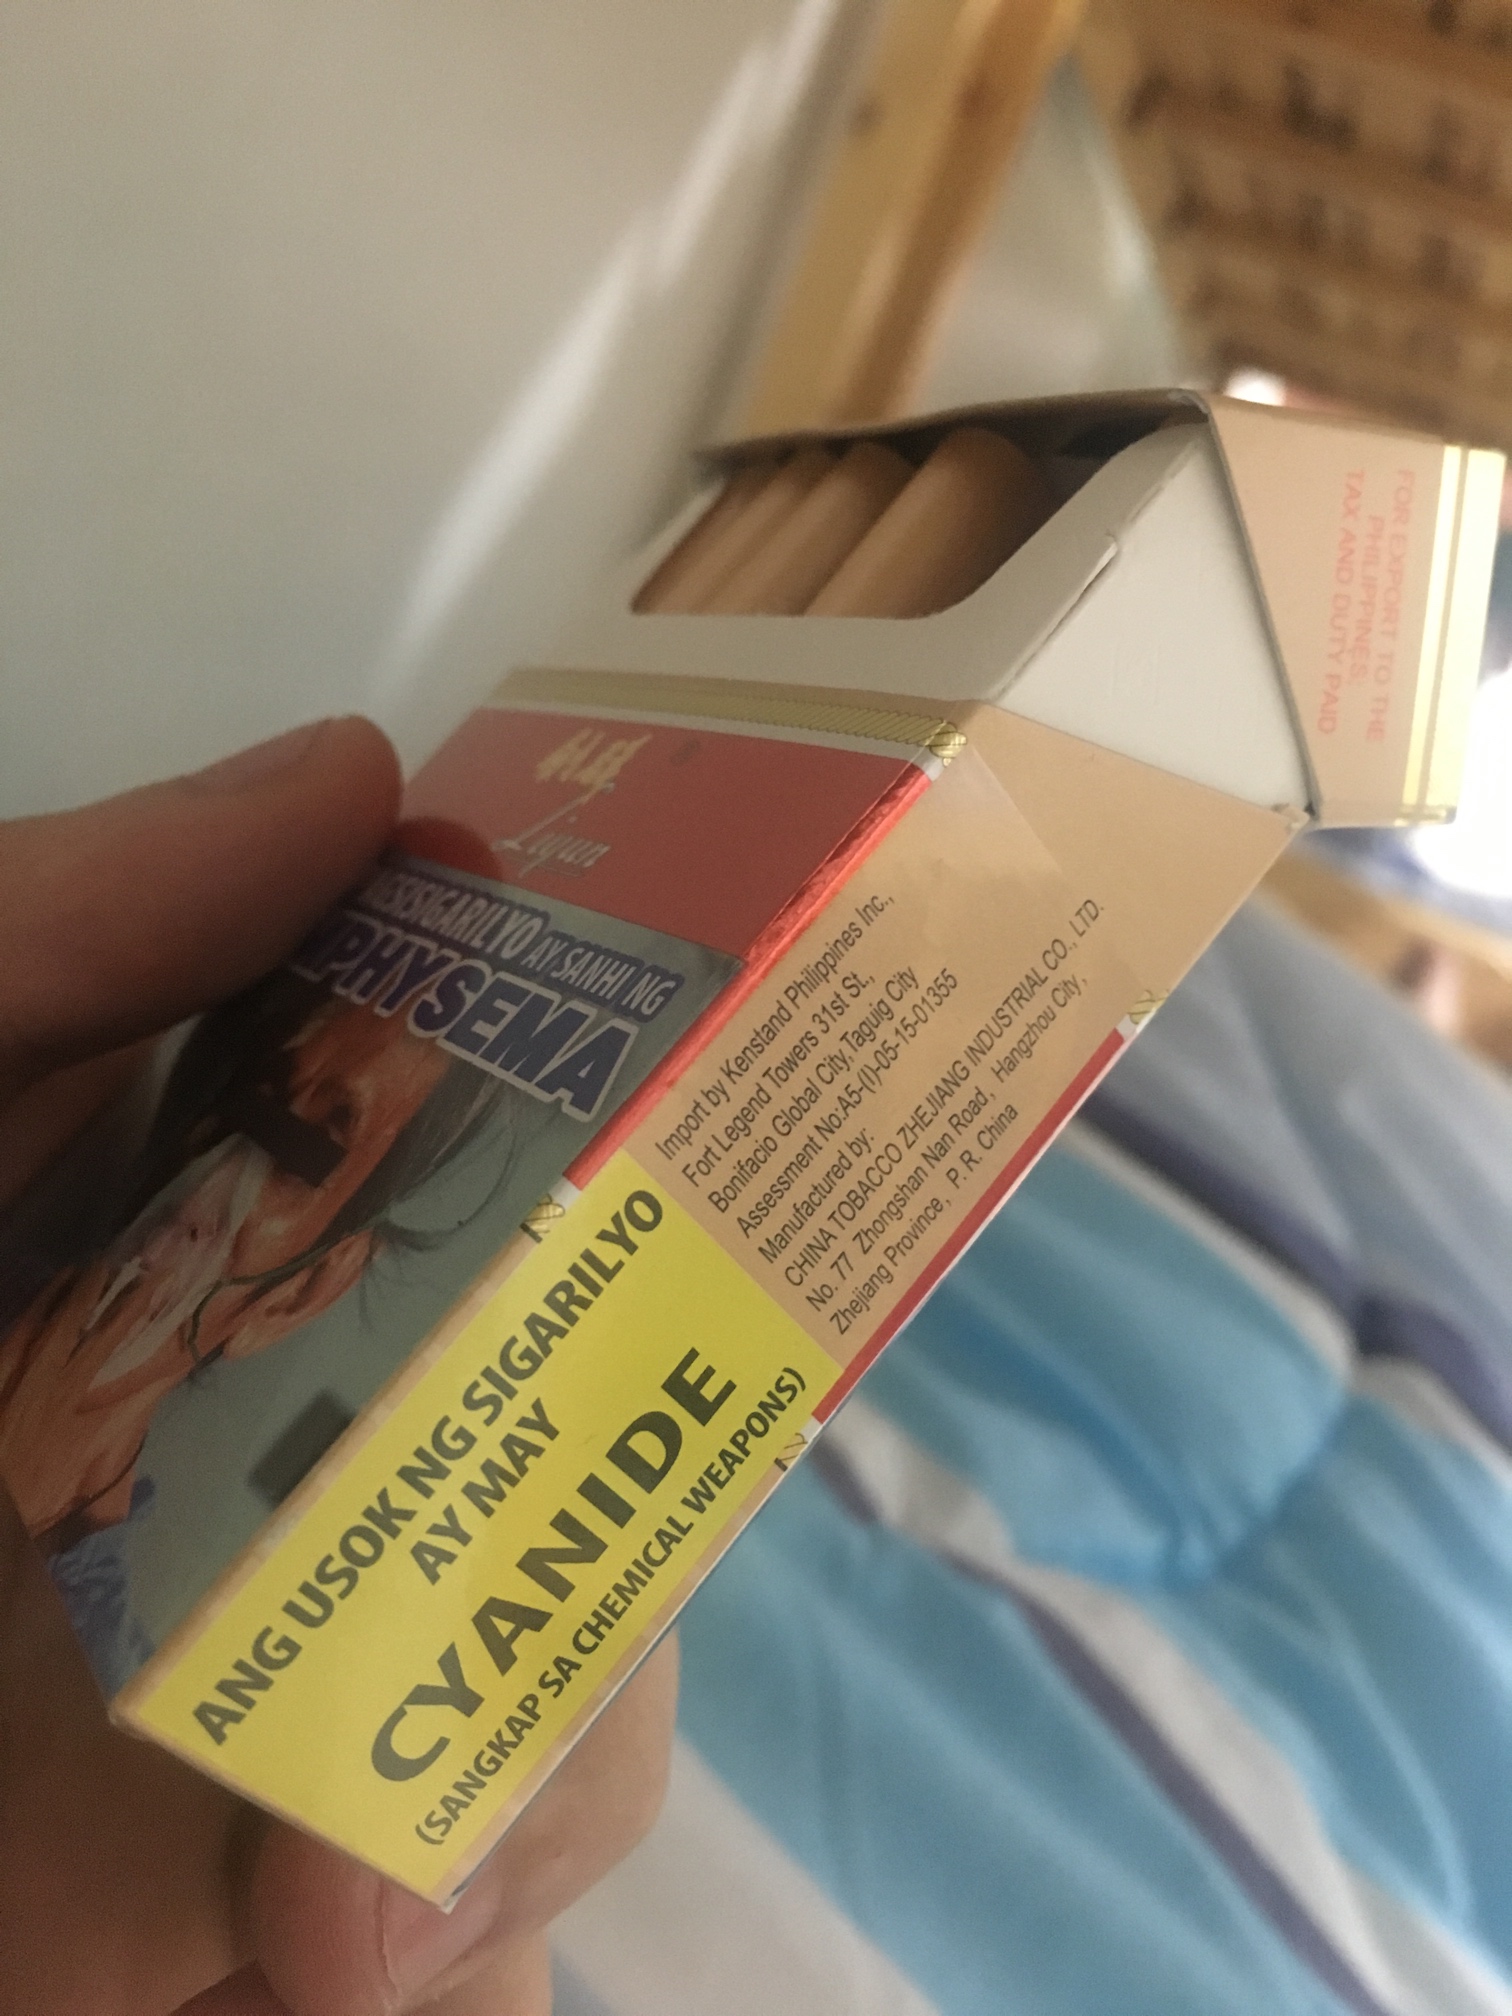 FOR EXPORT TO THE
PHILIPPINES.
TAX AND DUTY PAID
利群
Liqun
AY SANHI NG
Import by Kenstand Philippines Inc.,
Fort Legend Towers 31st St.,
Bonifacio Global City, Taguig City
Assessment No:A5-(I)-05-15-01355
Manufactured by:
CHINA TOBACCO ZHEJIANG INDUSTRIAL CO., LTD.
No. 77 Zhongshan Nan Road, Hangzhou City,
Zhejiang Province, P. R. China
ANG USOK NG SIGARILYO
AY MAY
CYANIDE
(SANGKAP SA CHEMICAL WEAPONS)